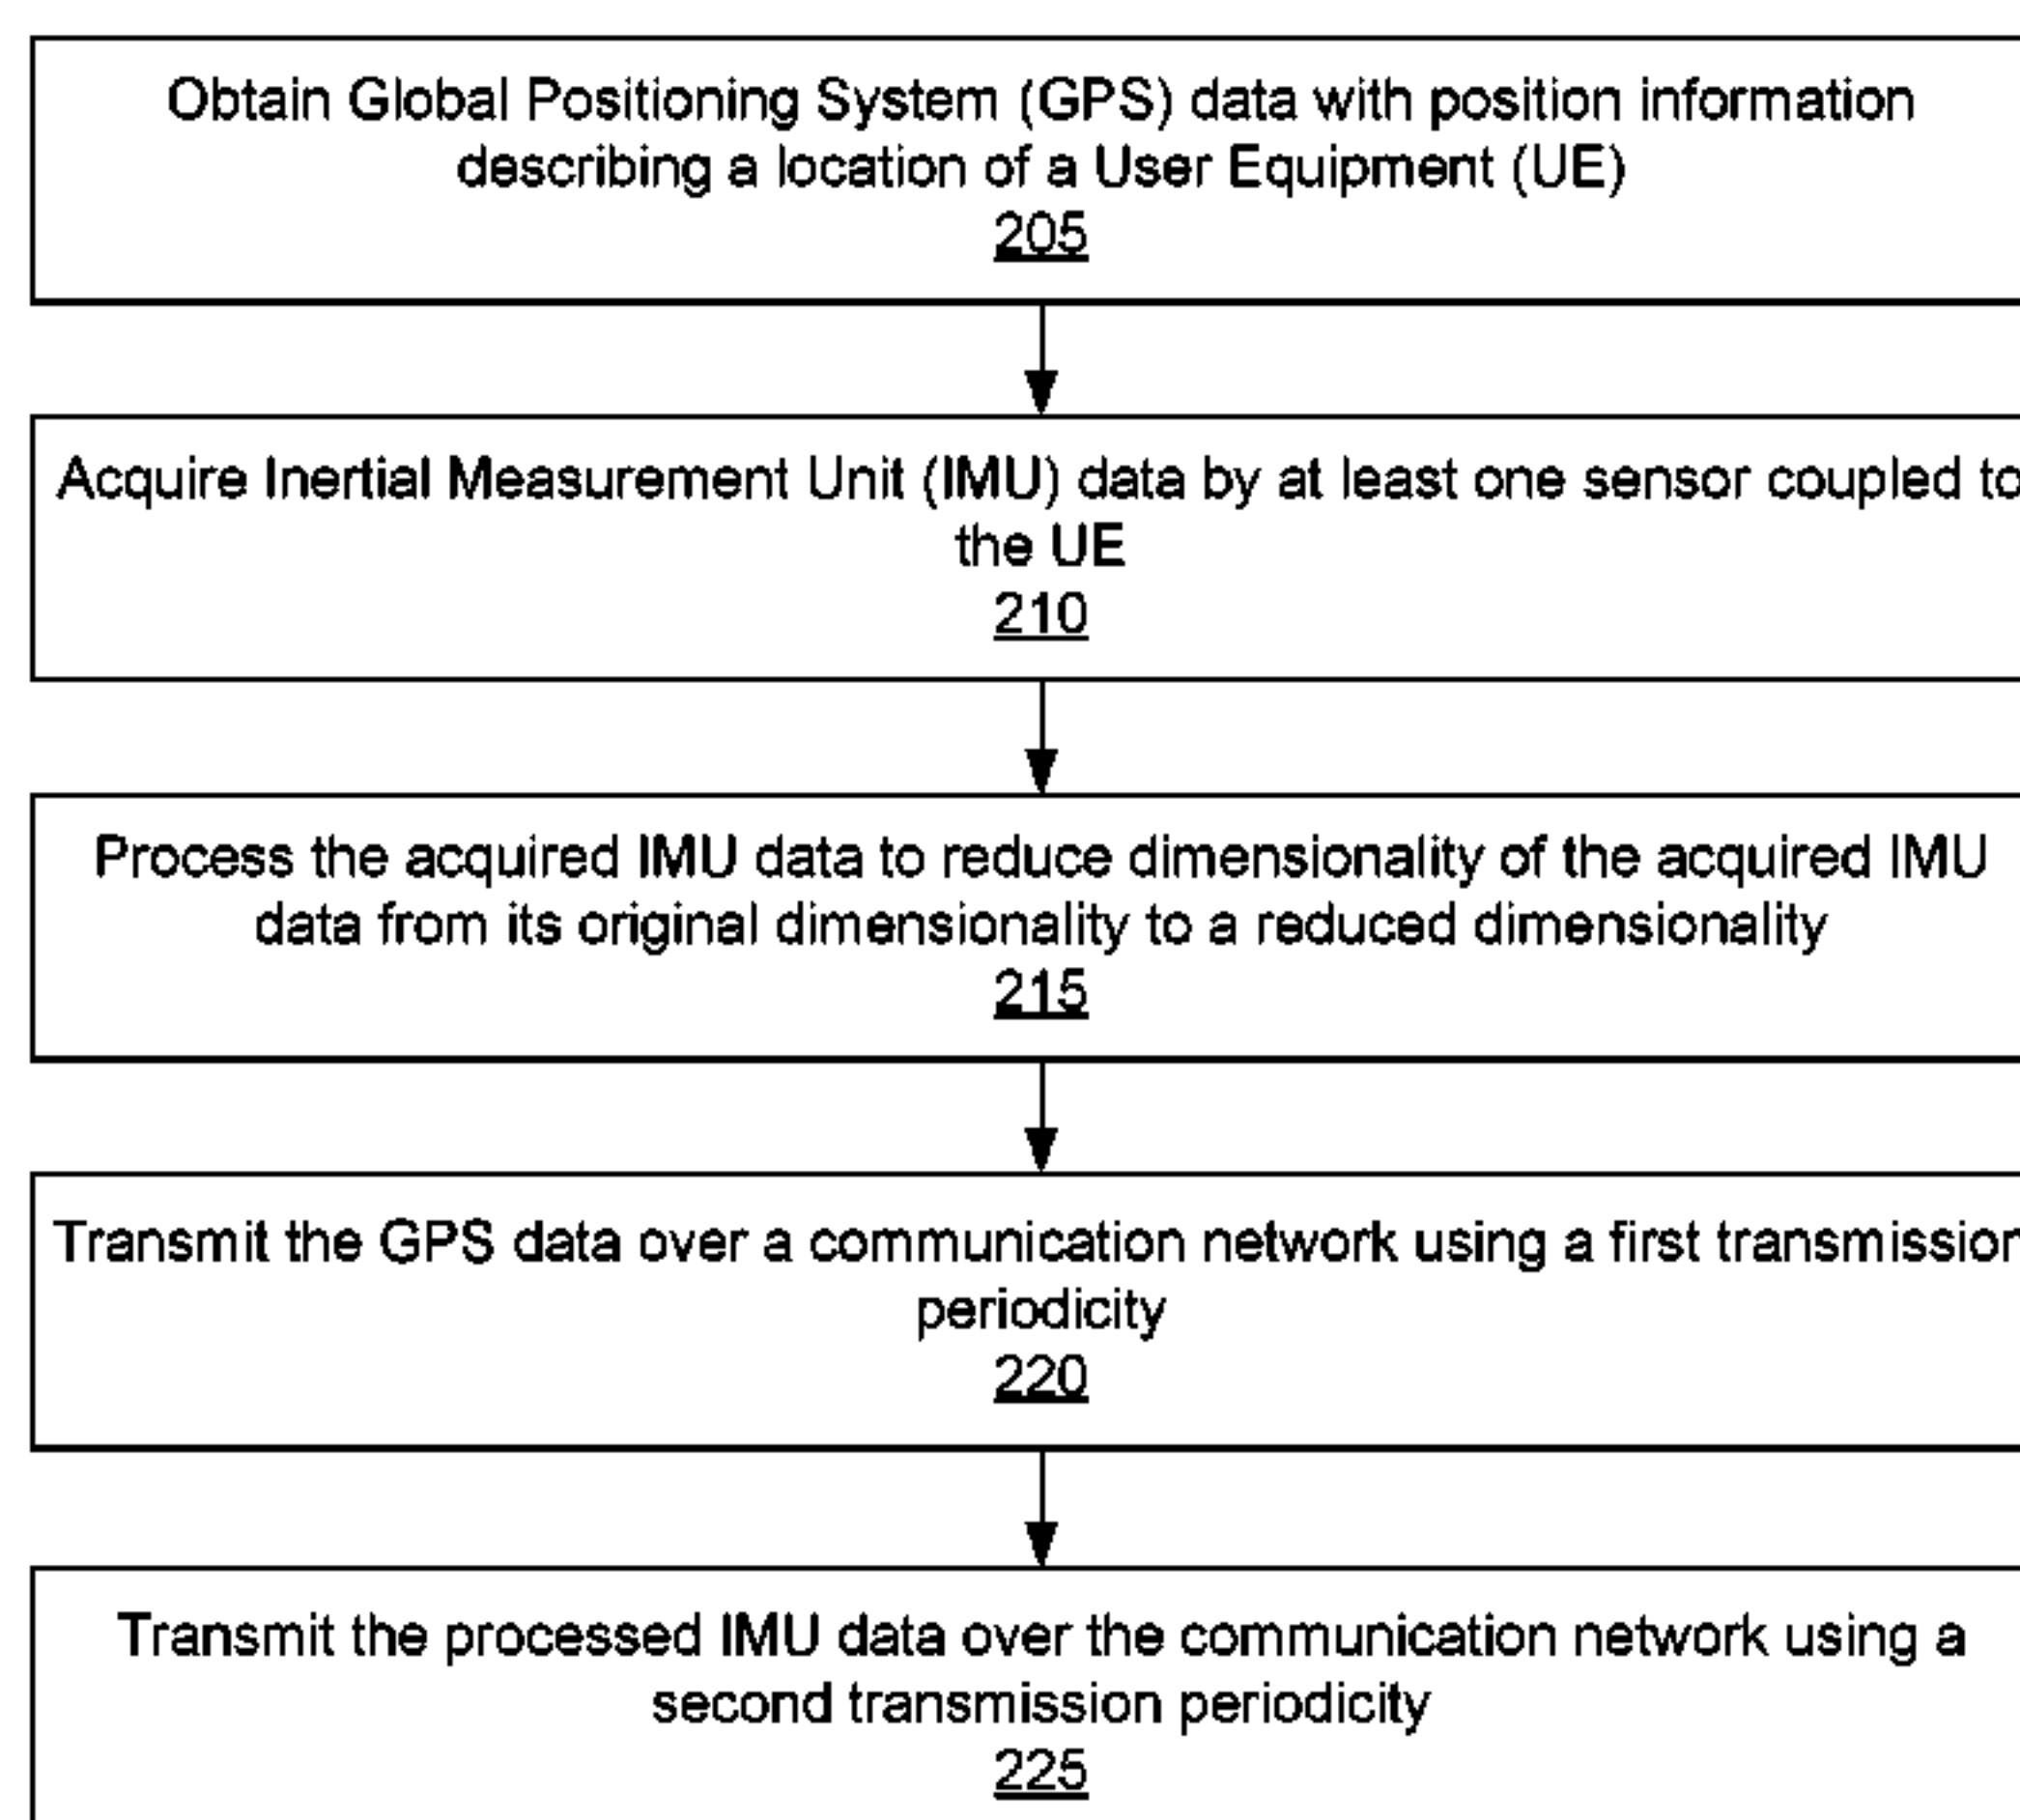 Obtain Global Positioning System (GPS) data with position information
describing a location of a User Equipment (UE)
205
Acquire Inertial Measurement Unit (IMU) data by at least one sensor coupled to
the UE
210
Process the acquired IMU data to reduce dimensionality of the acquired IMU
data from its original dimensionality to a reduced dimensionality
215
Transmit the GPS data over a communication network using a first transmission
periodicity
220
Transmit the processed IMU data over the communication network using a
second transmission periodicity
225